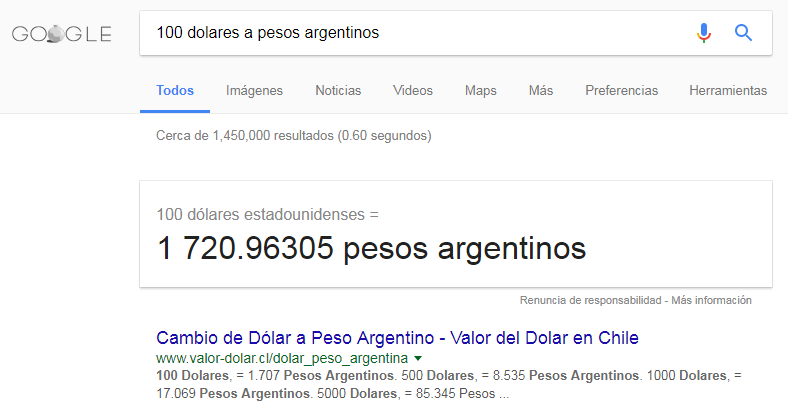 GOOGLE
100 dolares a pesos argentinos
Todos Imágenes Noticias Videos Maps Más Preferencias Herramientas
Cerca de 1,450,000 resultados (0.60 segundos)
100 dólares estadounidenses =
1 720.96305 pesos argentinos
Renuncia de responsabilidad - Más información
Cambio de Dólar a Peso Argentino - Valor del Dolar en Chile
www.valor-dolar.cl/dolar_peso_argentina
100 Dolares, = 1.707 Pesos Argentinos. 500 Dolares, = 8.535 Pesos Argentinos. 1000 Dolares, =
17.069 Pesos Argentinos. 5000 Dolares, = 85.345 Pesos ...